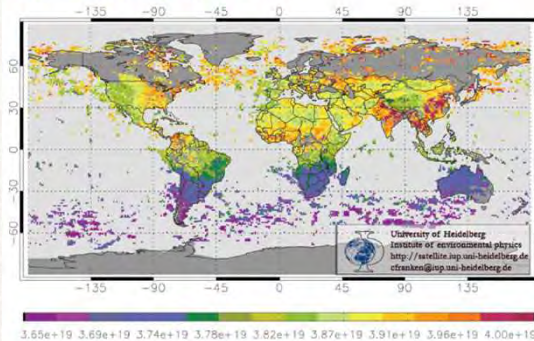 −135 −90 −45 0 45 90 135
60
30
0
−30
−60
University of Heidelberg
Institute of environmental physics
http://satellite.iup.uni-heidelberg.de
cfranken@iup.uni-heidelberg.de
−135 −90 −45 0 45 90 135
3.65e+19 3.69e+19 3.74e+19 3.78e+19 3.82e+19 3.87e+19 3.91e+19 3.96e+19 4.00e+19